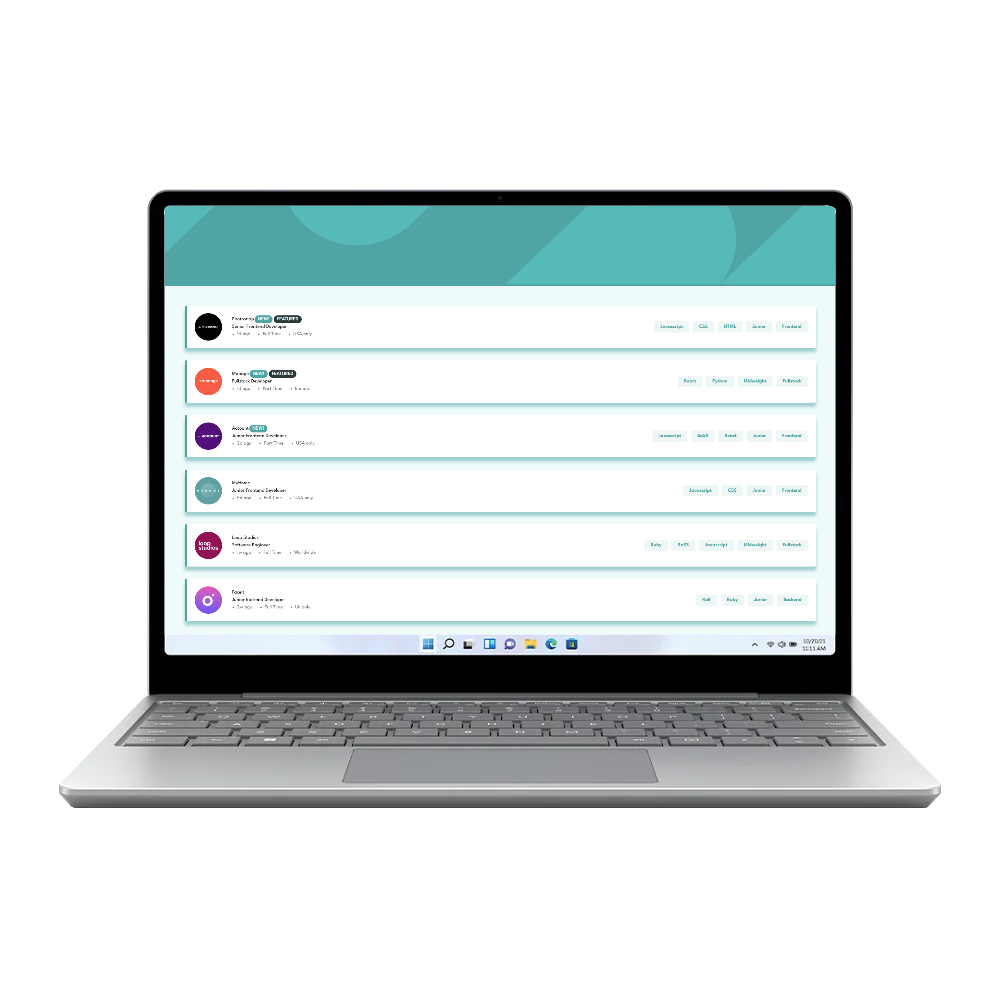 Photosnap NEW! FEATURED
Senior Frontend Developer
1d ago Full Time USA only
Javascript CSS HTML Senior Frontend
manage
Manage NEW! FEATURED
Fullstack Developer
1d ago Part Time Remote
React Python Midweight Fullstack
account
Account NEW!
Junior Frontend Developer
2d ago Part Time USA only
Javascript SaSS React Junior Frontend
MyHome
Junior Frontend Developer
5d ago Full Time USA only
Javascript CSS Junior Frontend
loop
studios
Loop Studios
Software Engineer
1w ago Full Time Worldwide
Ruby SaSS Javascript Midweight Fullstack
FaceIt
Junior Backend Developer
2w ago Full Time UK only
RoR Ruby Junior Backend
10/20/21
11:11 AM